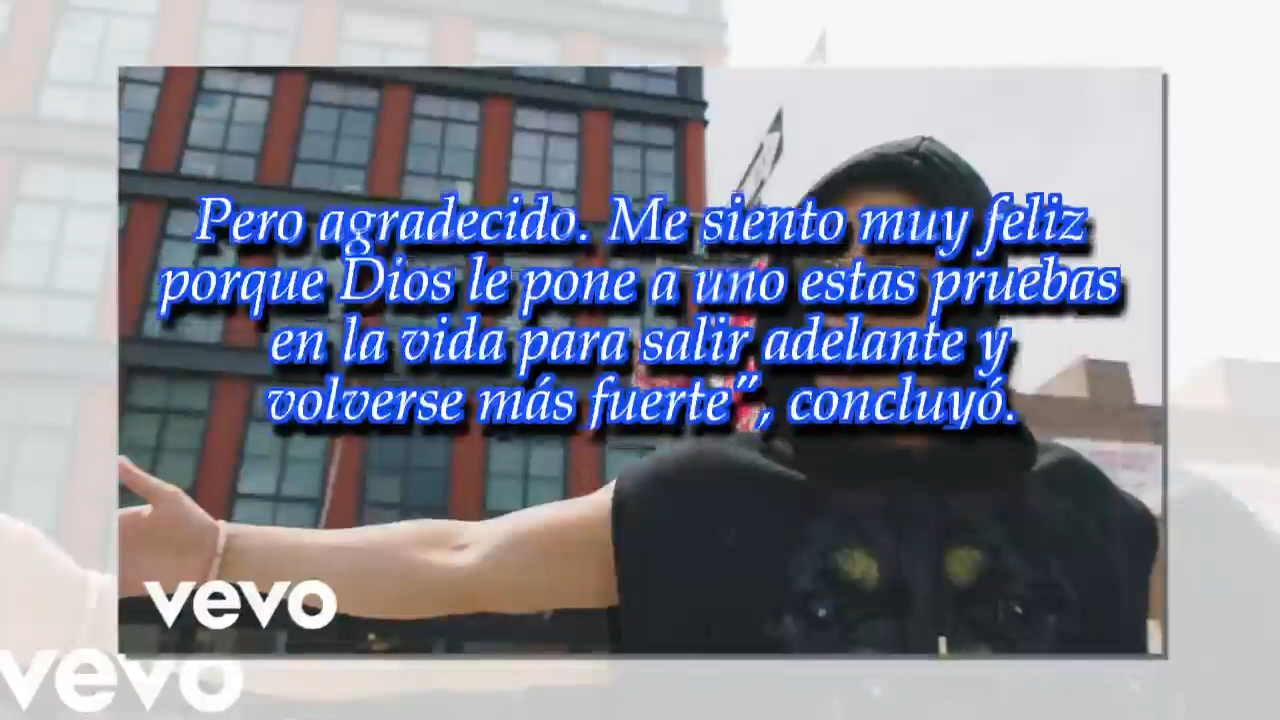 Pero agradecido. Me siento muy feliz
porque Dios le pone a uno estas pruebas
en la vida para salir adelante y
volverse más fuerte”, concluyó.
vevo
vevo